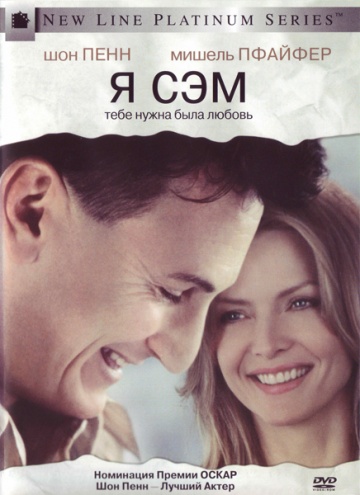 NEW LINE PLATINUM SERIES™
ШОН ПЕНН МИШЕЛЬ ПФАЙФЕР
Я СЭМ
тебе нужна была любовь
Номинация Премии ОСКАР
Шон Пенн — Лучший Актер
DVD
VIDEO